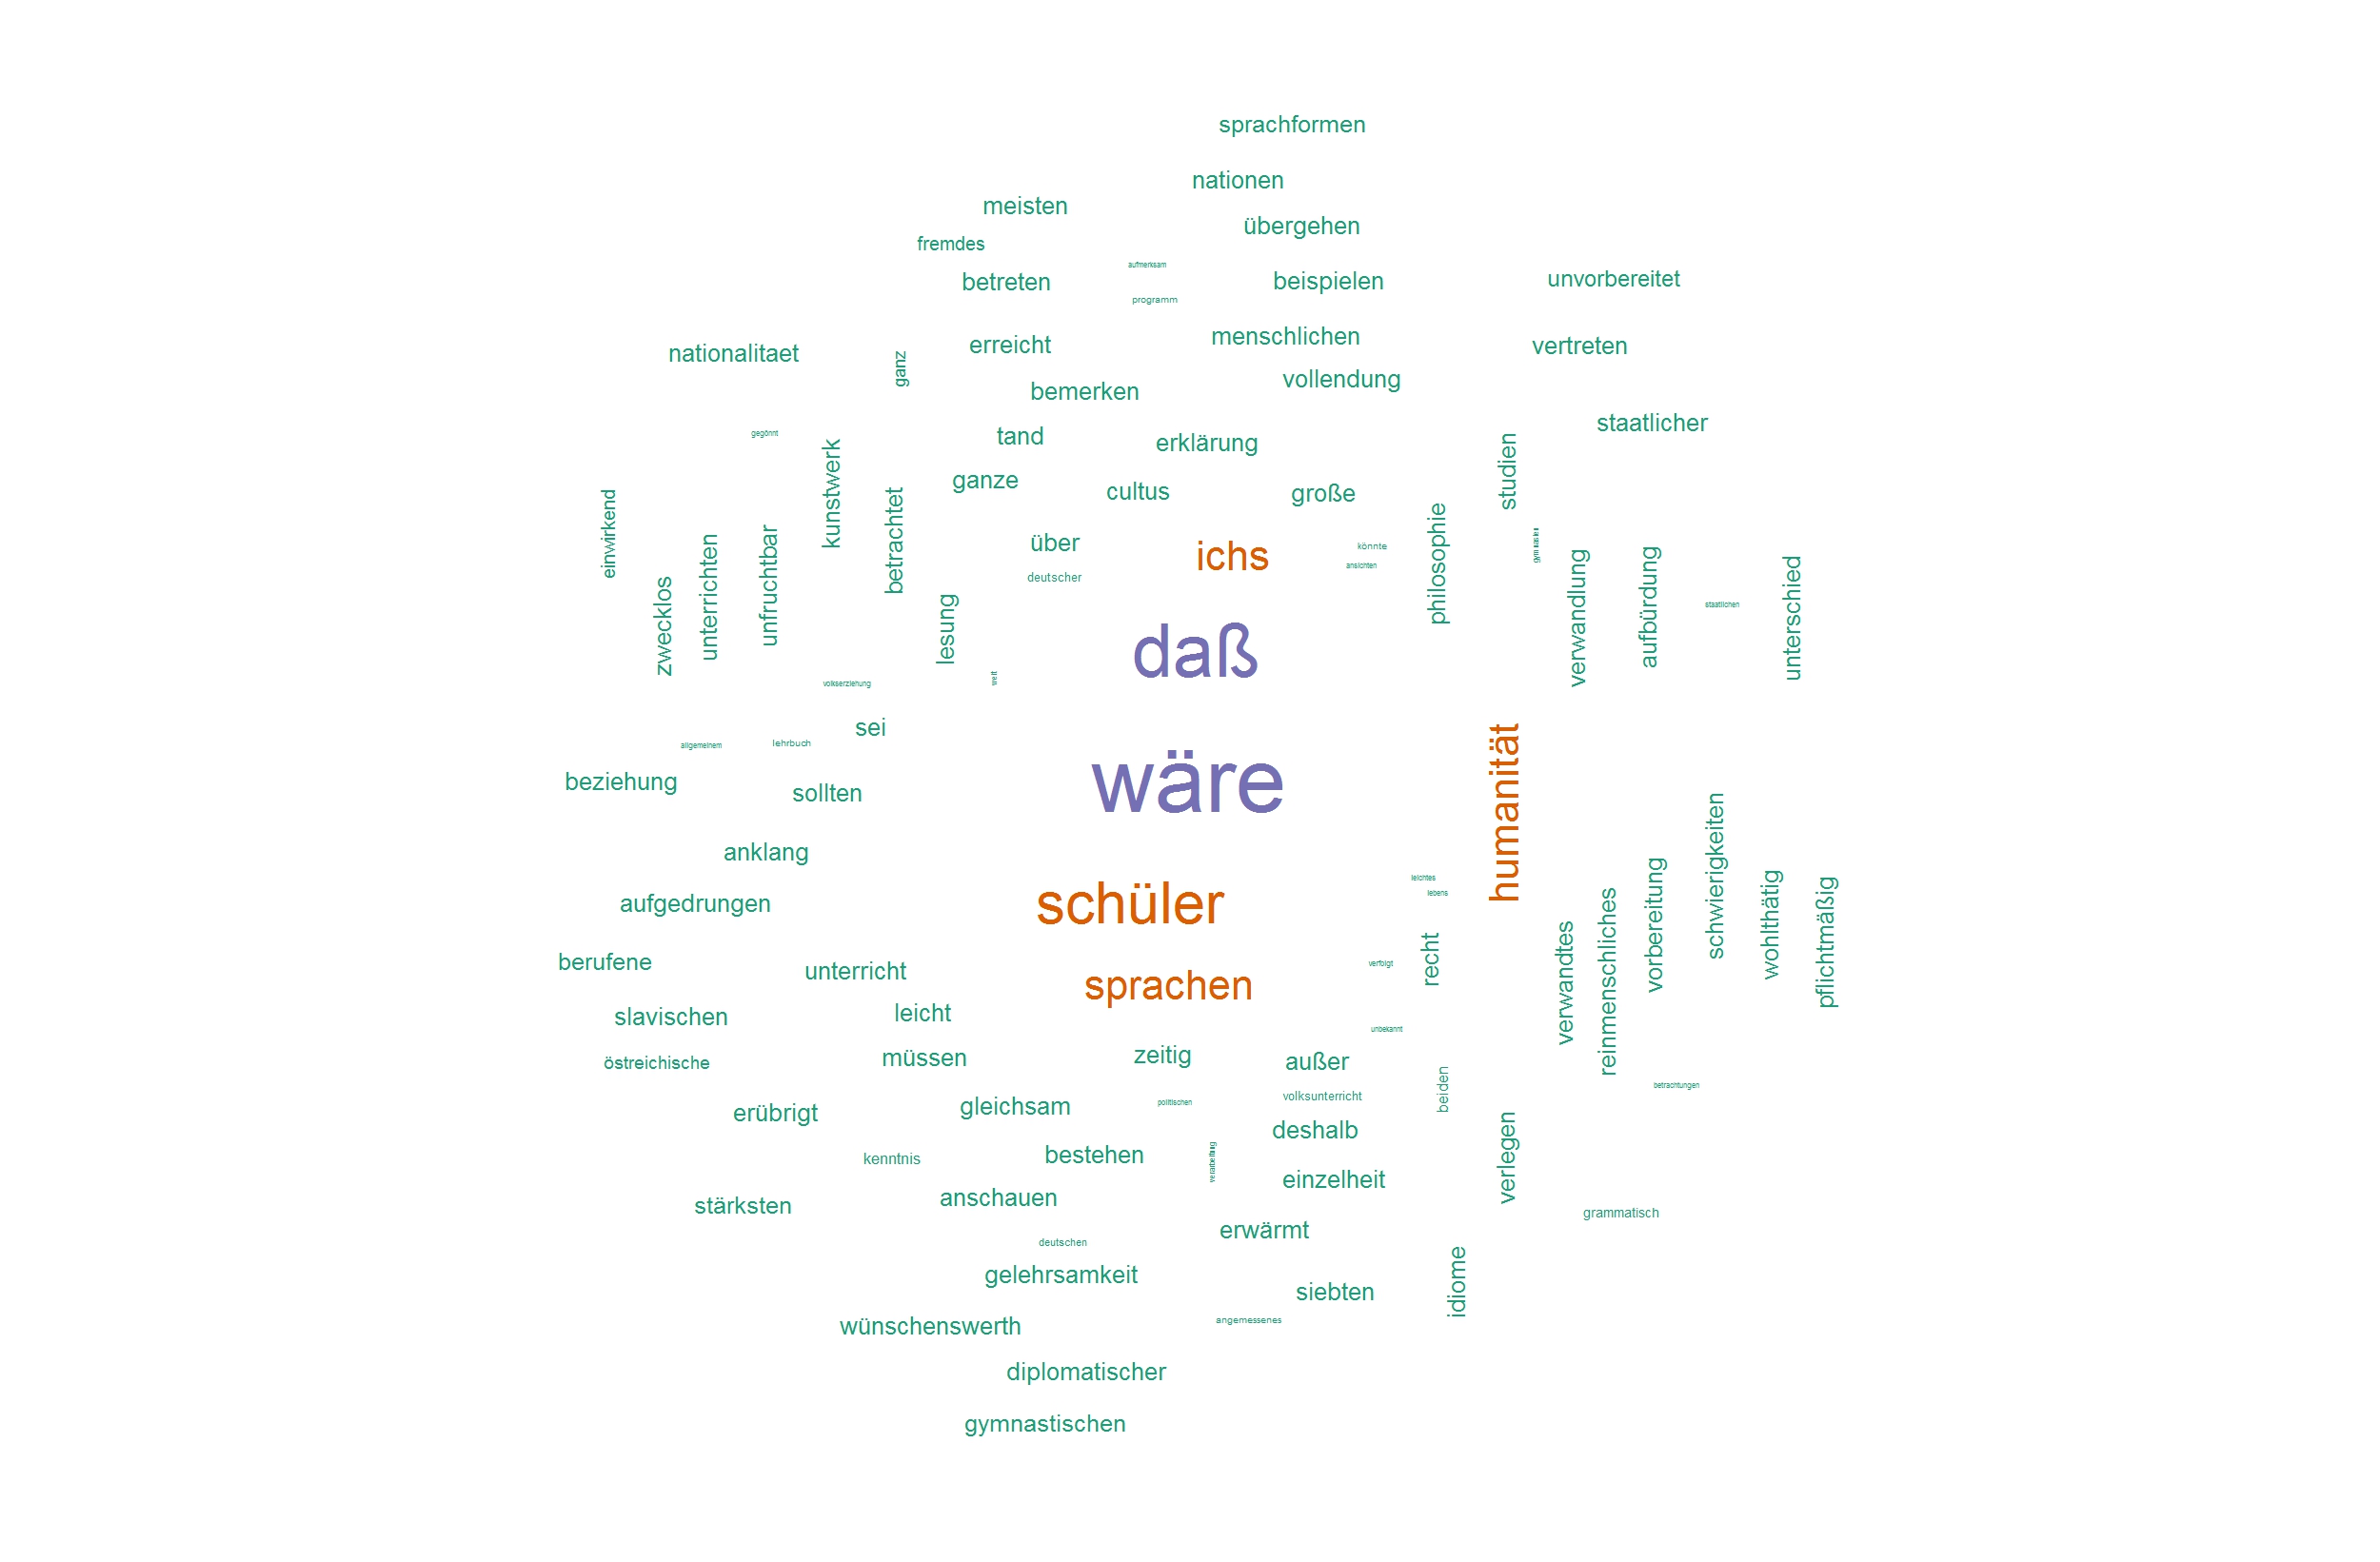 sprachformen
nationen
meisten
übergehen
fremdes
aufmerksam
betreten
beispielen
unvorbereitet
programm
menschlichen
erreicht
vertreten
nationalitaet
ganz
vollendung
bemerken
staatlicher
gegönnt
tand
erklärung
studien
kunstwerk
ganze
cultus
große
einwirkend
betrachtet
philosophie
über
ichs
könnte
gymnasien
ansichten
deutscher
unterrichten
unfruchtbar
zwecklos
lesung
verwandlung
aufbürdung
staatlichen
unterschied
daß
welt
volkserziehung
sei
allgemeinem
lehrbuch
beziehung
sollten
wäre
humanität
anklang
schwierigkeiten
leichtes
lebens
aufgedrungen
schüler
vorbereitung
wohlthätig
pflichtmäßig
berufene
unterricht
verfolgt
recht
sprachen
verwandtes
reinmenschliches
slavischen
leicht
unbekannt
östreichische
müssen
zeitig
außer
betrachtungen
beiden
volksunterricht
erübrigt
gleichsam
politischen
deshalb
kenntnis
bestehen
verarbeitung
verlegen
einzelheit
stärksten
anschauen
grammatisch
erwärmt
deutschen
gelehrsamkeit
siebten
idiome
wünschenswerth
angemessenes
diplomatischer
gymnastischen